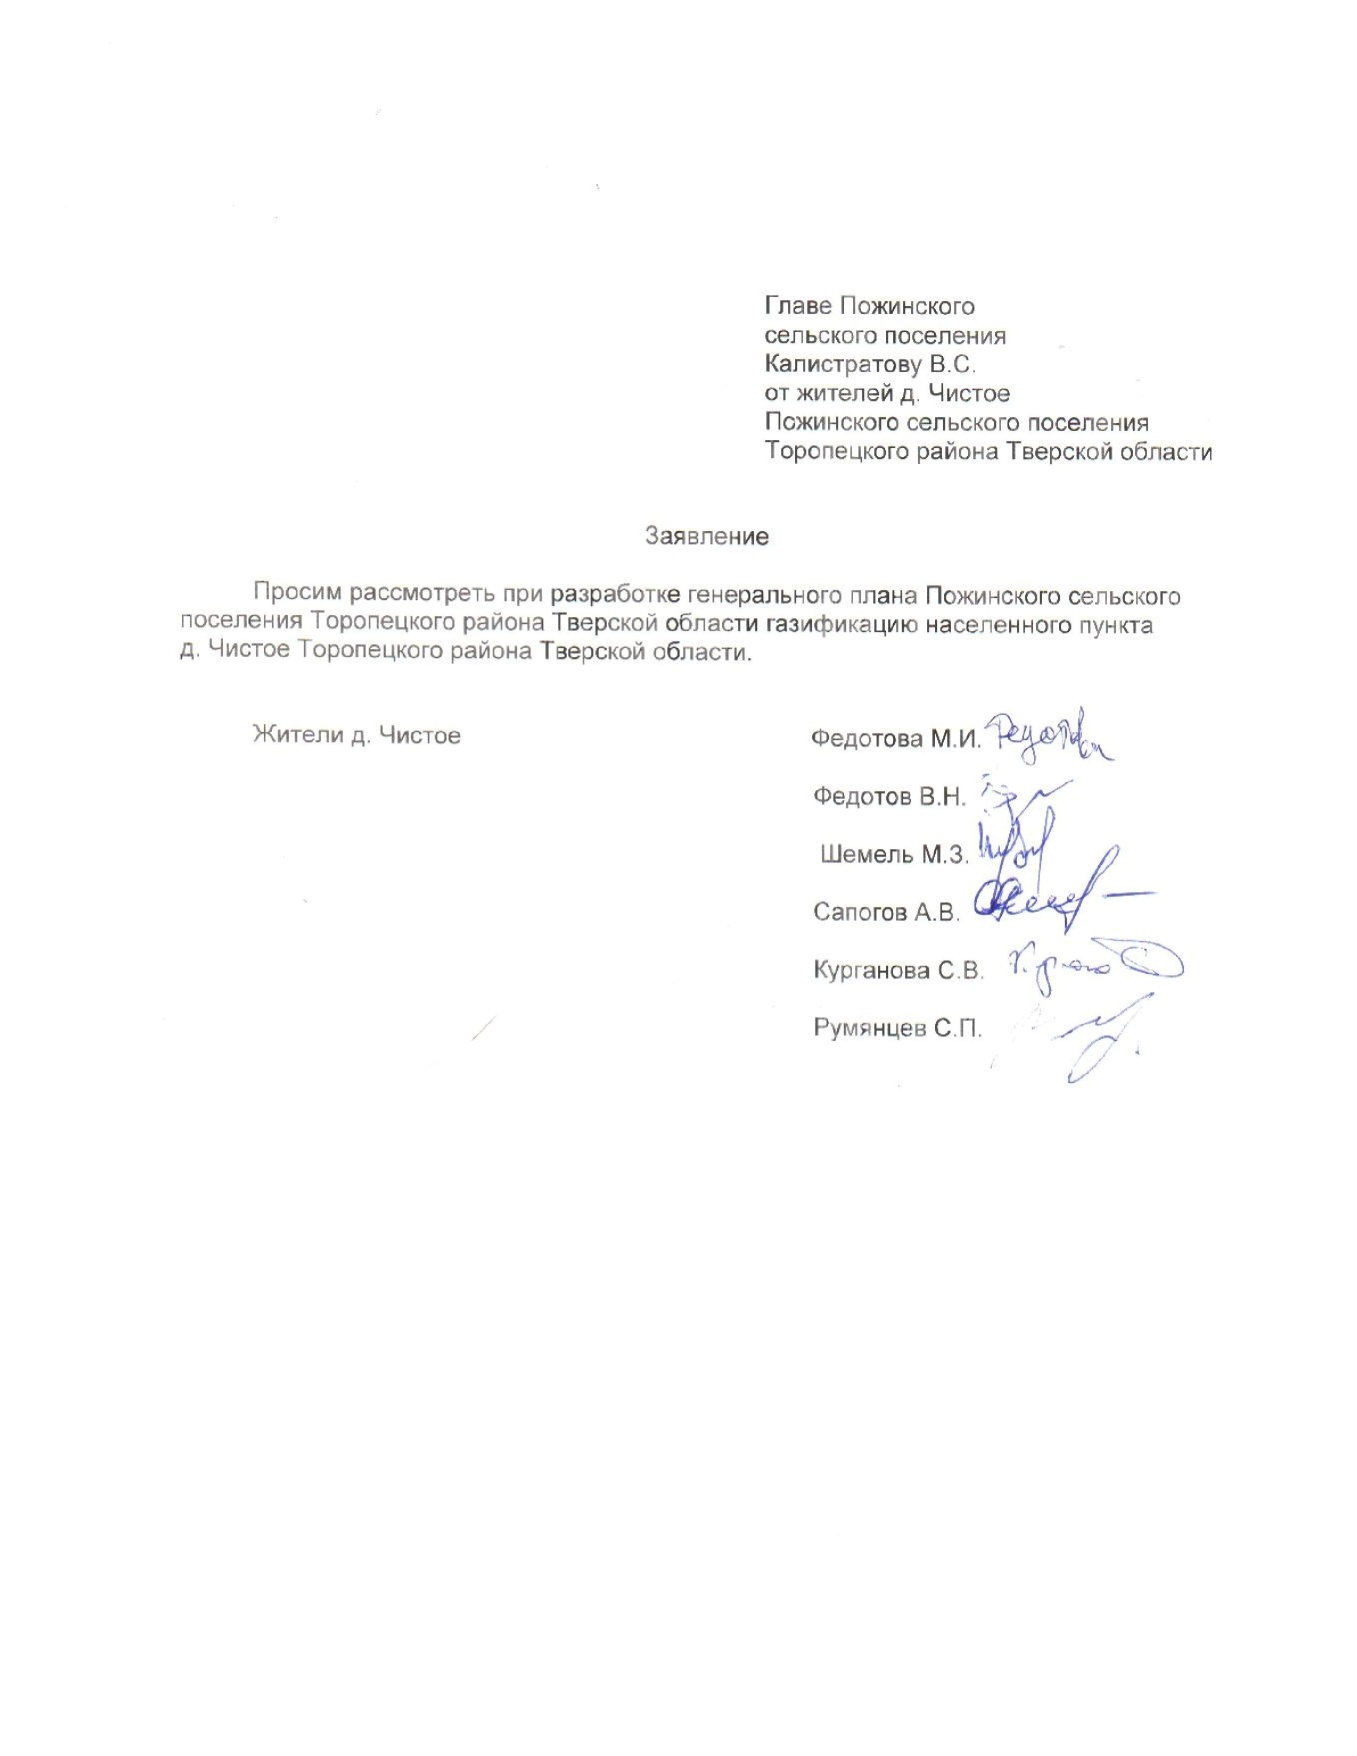 Главе Пожинского
сельского поселения
Калистратову В.С.
от жителей д. Чистое
Пожинского сельского поселения
Торопецкого района Тверской области
Заявление
Просим рассмотреть при разработке генерального плана Пожинского сельского
поселения Торопецкого района Тверской области газификацию населенного пункта
д. Чистое Торопецкого района Тверской области.
Жители д. Чистое
Федотова М.И.
Федотов В.Н.
Шемель М.З.
Сапогов А.В.
Курганова С.В.
Румянцев С.П.